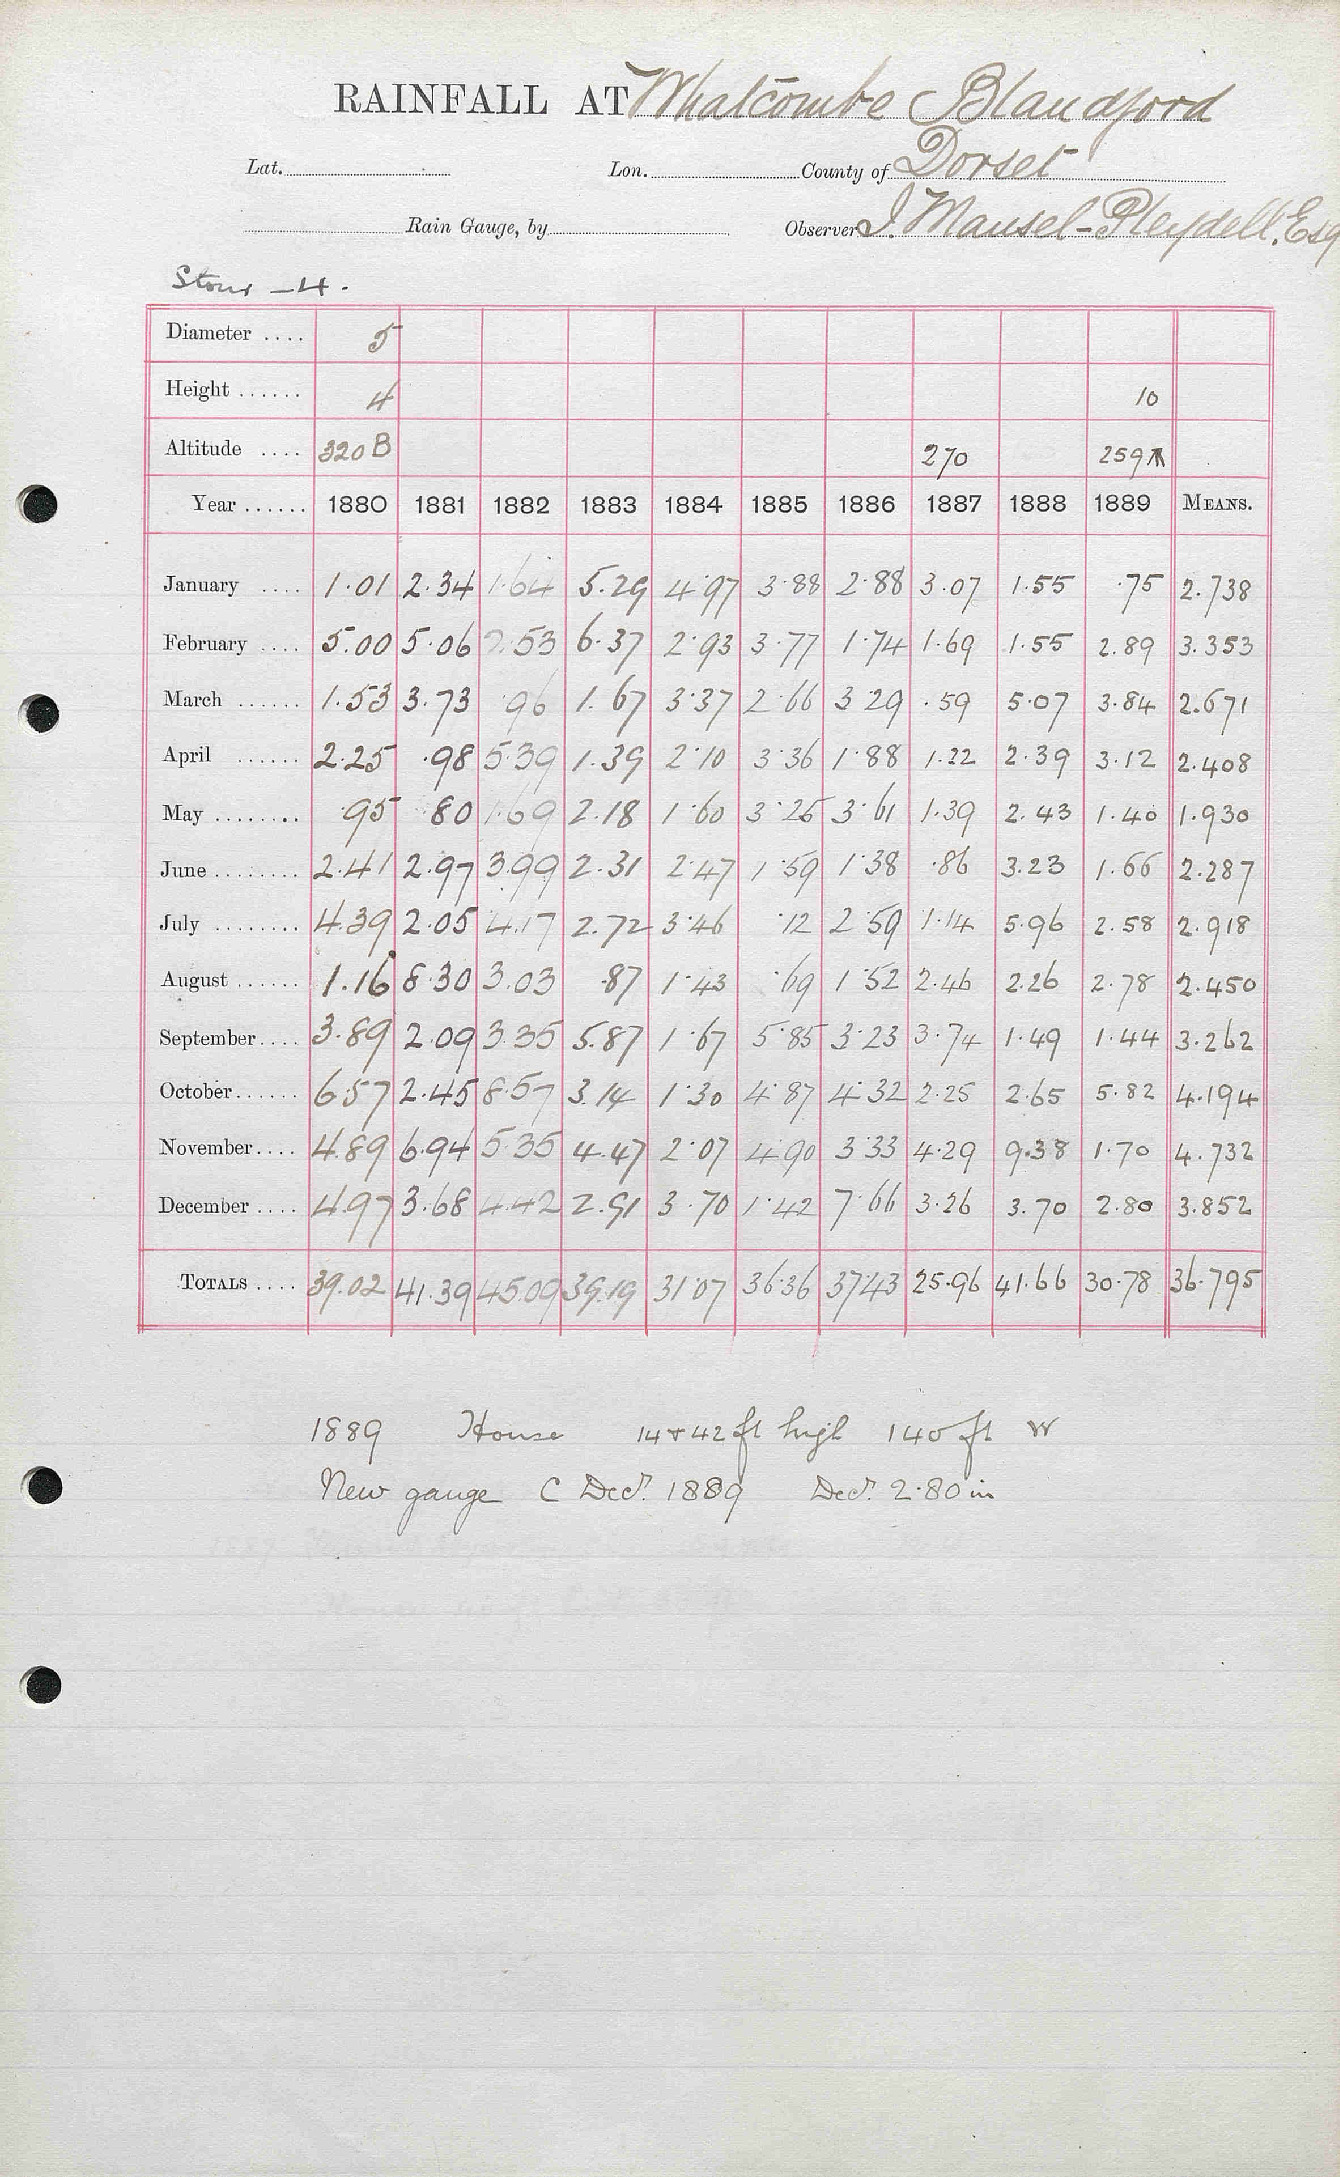 RAINFALL AT Whatcombe Blandford
Lat. Lon. County of Dorset
Rain Gauge, by Observer J. Mansel-Pleydell. Esq
Stour - 4.
Diameter .... 5
Height ...... 4 10
Altitude .... 320 B 270 259
Year ...... 1880 1881 1882 1883 1884 1885 1886 1887 1888 1889 MEANS.
January .... 1.01 2.34 1.64 5.29 4.97 3.88 2.88 3.07 1.55 .75 2.738
February .... 5.00 5.06 2.53 6.37 2.93 3.77 1.74 1.69 1.55 2.89 3.353
March ...... 1.53 3.73 .96 1.67 3.37 2.66 3.29 .59 5.07 3.84 2.671
April ...... 2.25 .98 5.39 1.39 2.10 3.36 1.88 1.22 2.39 3.12 2.408
May ........ .95 .80 1.69 2.18 1.60 3.25 3.61 1.39 2.43 1.40 1.930
June ........ 2.41 2.97 3.99 2.31 2.47 1.59 1.38 .86 3.23 1.66 2.287
July ........ 4.39 2.05 4.17 2.72 3.46 .12 2.59 1.14 5.96 2.58 2.918
August ...... 1.16 8.30 3.03 .87 1.43 .69 1.52 2.46 2.26 2.78 2.450
September .... 3.89 2.09 3.35 5.87 1.67 5.85 3.23 3.74 1.49 1.44 3.262
October ...... 6.57 2.45 8.57 3.14 1.30 4.87 4.32 2.25 2.65 5.82 4.194
November .... 4.89 6.94 5.35 4.47 2.07 4.90 3.33 4.29 9.38 1.70 4.732
December .... 4.97 3.68 4.42 2.91 3.70 1.42 7.66 3.26 3.70 2.80 3.852
TOTALS .... 39.02 41.39 45.09 39.19 31.07 36.36 37.43 25.96 41.66 30.78 36.795
1889 House 14 & 42 ft high 140 ft W
New gauge C Decr. 1889 Decr. 2.80 in